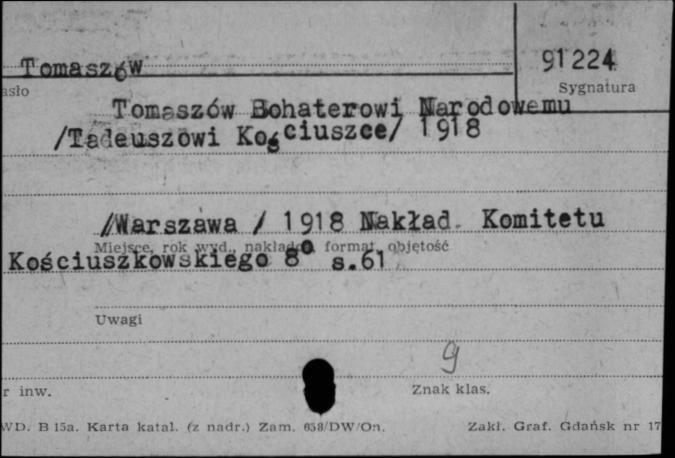 Tomaszów
91224
asło
Sygnatura
Tomaszów Bohaterowi Narodowemu
/Tadeuszowi Kościuszce/ 1918
/Warszawa / 1918 Nakład Komitetu
Miejsce, rok wyd., nakładca format, objętość
Kościuszkowskiego 8° s.61
Uwagi
g
r inw.
Znak klas.
WD. B 15a. Karta katal. (z nadr.) Zam. 658/DW/On. Zakł. Graf. Gdańsk nr 17